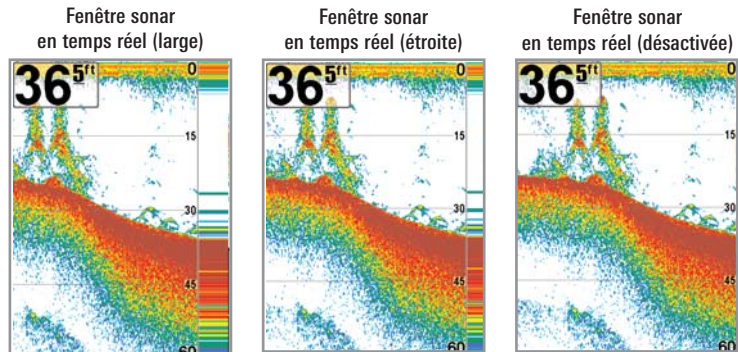 Fenêtre sonar
en temps réel (large)
36 5ft
0
15
30
45
60
Fenêtre sonar
en temps réel (étroite)
36 5ft
0
15
30
45
60
Fenêtre sonar
en temps réel (désactivée)
36 5ft
0
15
30
45
60